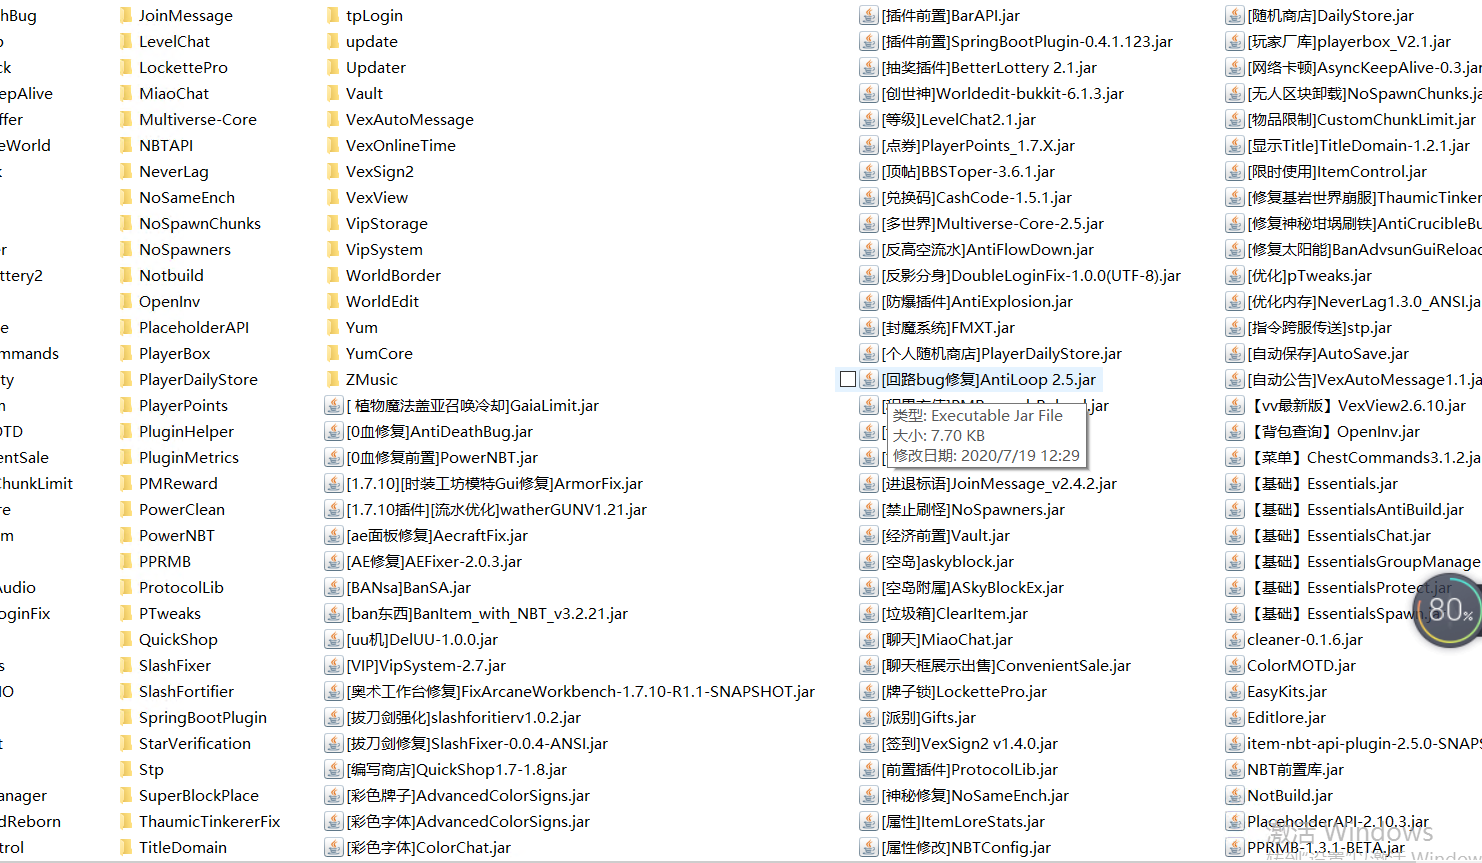 hBug
ck
epAlive
ffer
eWorld
r
ttery2
e
mmands
ty
m
OTD
entSale
ChunkLimit
re
m
Audio
oginFix
s
IO
t
anager
dReborn
trol
JoinMessage
LevelChat
LockettePro
MiaoChat
Multiverse-Core
NBTAPI
NeverLag
NoSameEnch
NoSpawnChunks
NoSpawners
Notbuild
OpenInv
PlaceholderAPI
PlayerBox
PlayerDailyStore
PlayerPoints
PluginHelper
PluginMetrics
PMReward
PowerClean
PowerNBT
PPRMB
ProtocolLib
PTweaks
QuickShop
SlashFixer
SlashFortifier
SpringBootPlugin
StarVerification
Stp
SuperBlockPlace
ThaumicTinkererFix
TitleDomain
tpLogin
update
Updater
Vault
VexAutoMessage
VexOnlineTime
VexSign2
VexView
VipStorage
VipSystem
WorldBorder
WorldEdit
Yum
YumCore
ZMusic
[ 植物魔法盖亚召唤冷却]GaiaLimit.jar
[0血修复]AntiDeathBug.jar
[0血修复前置]PowerNBT.jar
[1.7.10][时装工坊模特Gui修复]ArmorFix.jar
[1.7.10插件][流水优化]watherGUNV1.21.jar
[ae面板修复]AecraftFix.jar
[AE修复]AEFixer-2.0.3.jar
[BANsa]BanSA.jar
[ban东西]BanItem_with_NBT_v3.2.21.jar
[uu机]DelUU-1.0.0.jar
[VIP]VipSystem-2.7.jar
[奥术工作台修复]FixArcaneWorkbench-1.7.10-R1.1-SNAPSHOT.jar
[拔刀剑强化]slashforitierv1.0.2.jar
[拔刀剑修复]SlashFixer-0.0.4-ANSI.jar
[编写商店]QuickShop1.7-1.8.jar
[彩色牌子]AdvancedColorSigns.jar
[彩色字体]AdvancedColorSigns.jar
[彩色字体]ColorChat.jar
[插件前置]BarAPI.jar
[插件前置]SpringBootPlugin-0.4.1.123.jar
[抽奖插件]BetterLottery 2.1.jar
[创世神]Worldedit-bukkit-6.1.3.jar
[等级]LevelChat2.1.jar
[点券]PlayerPoints_1.7.X.jar
[顶帖]BBSToper-3.6.1.jar
[兑换码]CashCode-1.5.1.jar
[多世界]Multiverse-Core-2.5.jar
[反高空流水]AntiFlowDown.jar
[反影分身]DoubleLoginFix-1.0.0(UTF-8).jar
[防爆插件]AntiExplosion.jar
[封魔系统]FMXT.jar
[个人随机商店]PlayerDailyStore.jar
[回路bug修复]AntiLoop 2.5.jar
.jar
类型: Executable Jar File
大小: 7.70 KB
修改日期: 2020/7/19 12:29
[进退标语]JoinMessage_v2.4.2.jar
[禁止刷怪]NoSpawners.jar
[经济前置]Vault.jar
[空岛]askyblock.jar
[空岛附属]ASkyBlockEx.jar
[垃圾箱]ClearItem.jar
[聊天]MiaoChat.jar
[聊天框展示出售]ConvenientSale.jar
[牌子锁]LockettePro.jar
[派别]Gifts.jar
[签到]VexSign2 v1.4.0.jar
[前置插件]ProtocolLib.jar
[神秘修复]NoSameEnch.jar
[属性]ItemLoreStats.jar
[属性修改]NBTConfig.jar
[随机商店]DailyStore.jar
[玩家厂库]playerbox_V2.1.jar
[网络卡顿]AsyncKeepAlive-0.3.jar
[无人区块卸载]NoSpawnChunks.ja
[物品限制]CustomChunkLimit.jar
[显示Title]TitleDomain-1.2.1.jar
[限时使用]ItemControl.jar
[修复基岩世界崩服]ThaumicTinker
[修复神秘坩埚刷铁]AntiCrucibleBu
[修复太阳能]BanAdvsunGuiReload
[优化]pTweaks.jar
[优化内存]NeverLag1.3.0_ANSI.ja
[指令跨服传送]stp.jar
[自动保存]AutoSave.jar
[自动公告]VexAutoMessage1.1.ja
【vv最新版】VexView2.6.10.jar
【背包查询】OpenInv.jar
【菜单】ChestCommands3.1.2.ja
【基础】Essentials.jar
【基础】EssentialsAntiBuild.jar
【基础】EssentialsChat.jar
【基础】EssentialsGroupManage
【基础】EssentialsProtect.jar
【基础】EssentialsSpawn.jar
80%
cleaner-0.1.6.jar
ColorMOTD.jar
EasyKits.jar
Editlore.jar
item-nbt-api-plugin-2.5.0-SNAPS
NBT前置库.jar
NotBuild.jar
PlaceholderAPI-2.10.3.jar
激活 Windows
PPRMB-1.3.1-BETA.jar